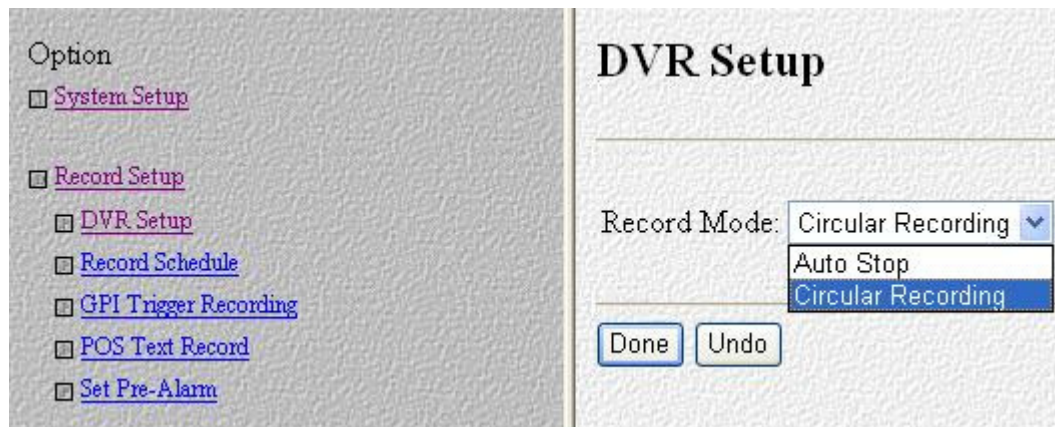 Option
System Setup
Record Setup
DVR Setup
Record Schedule
GPI Trigger Recording
POS Text Record
Set Pre-Alarm
DVR Setup
Record Mode: Circular Recording
Auto Stop
Circular Recording
Done Undo